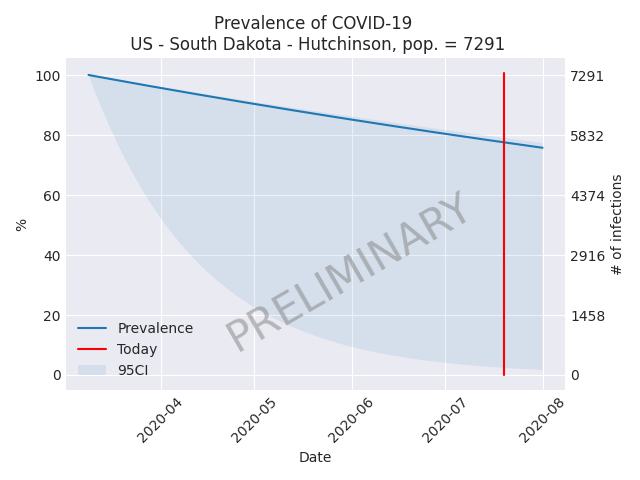 Prevalence of COVID-19
US - South Dakota - Hutchinson, pop. = 7291
100
80
60
40
20
0
%
7291
5832
4374
2916
1458
0
# of infections
PRELIMINARY
Prevalence
Today
95CI
2020-04
2020-05
2020-06
2020-07
2020-08
Date